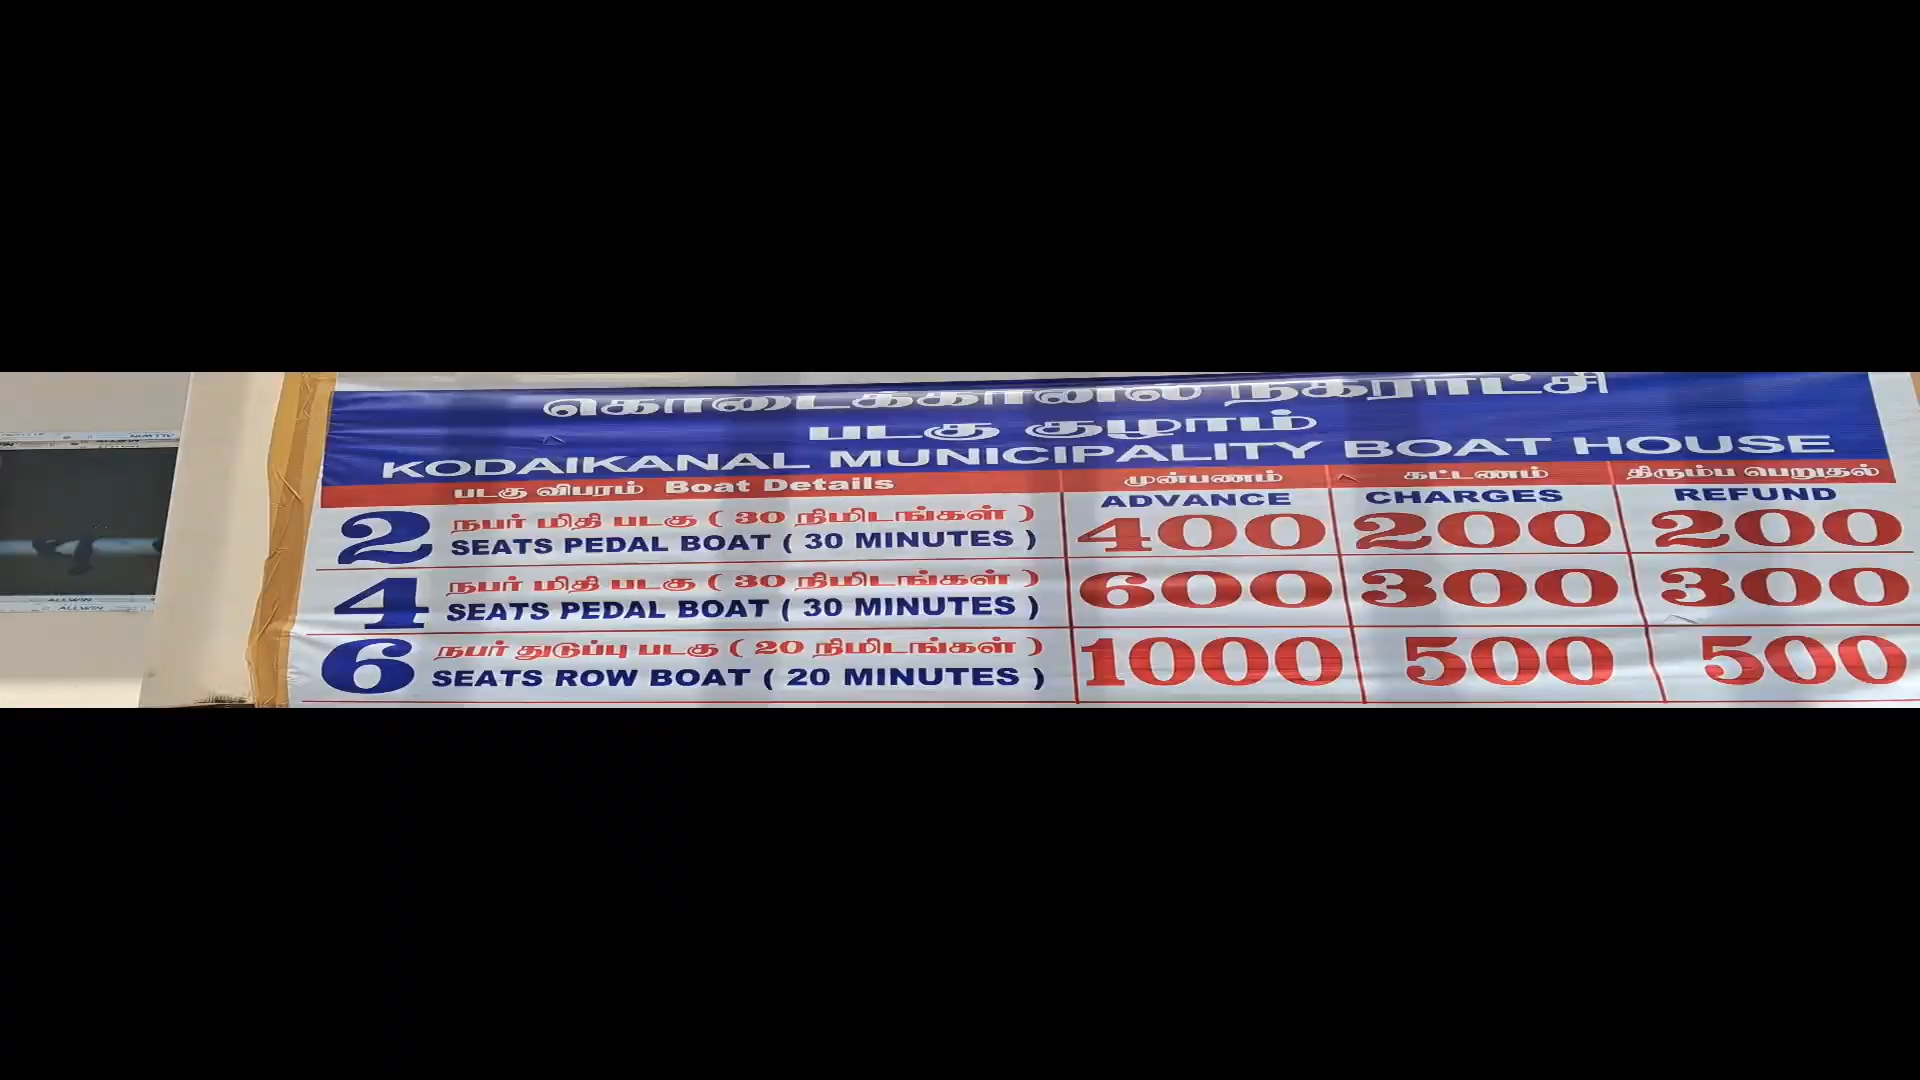 கொடைக்கானல் நகராட்சி
படகு குழாம்
KODAIKANAL MUNICIPALITY BOAT HOUSE
படகு விபரம் Boat Details முன்பணம் கட்டணம் திரும்ப பெறுதல்
ADVANCE CHARGES REFUND
2 நபர் மிதி படகு ( 30 நிமிடங்கள் ) 400 200 200
SEATS PEDAL BOAT ( 30 MINUTES )
4 நபர் மிதி படகு ( 30 நிமிடங்கள் ) 600 300 300
SEATS PEDAL BOAT ( 30 MINUTES )
6 நபர் துடுப்பு படகு ( 20 நிமிடங்கள் ) 1000 500 500
SEATS ROW BOAT ( 20 MINUTES )
ALLWIN